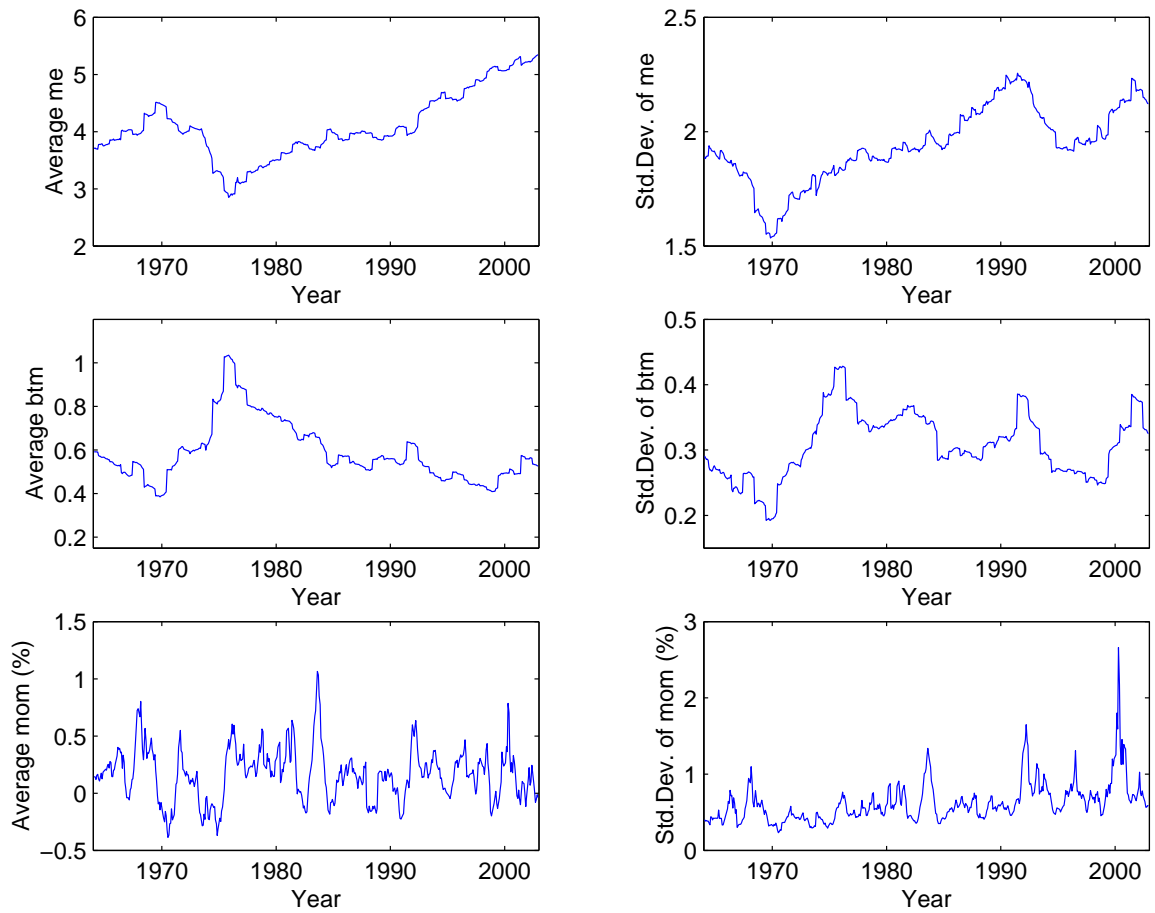 6
5
4
3
2
Average me
1970 1980 1990 2000
Year
2.5
2
1.5
Std.Dev. of me
1970 1980 1990 2000
Year
1
0.8
0.6
0.4
0.2
Average btm
1970 1980 1990 2000
Year
0.5
0.4
0.3
0.2
Std.Dev. of btm
1970 1980 1990 2000
Year
1.5
1
0.5
0
−0.5
Average mom (%)
1970 1980 1990 2000
Year
3
2
1
0
Std.Dev. of mom (%)
1970 1980 1990 2000
Year